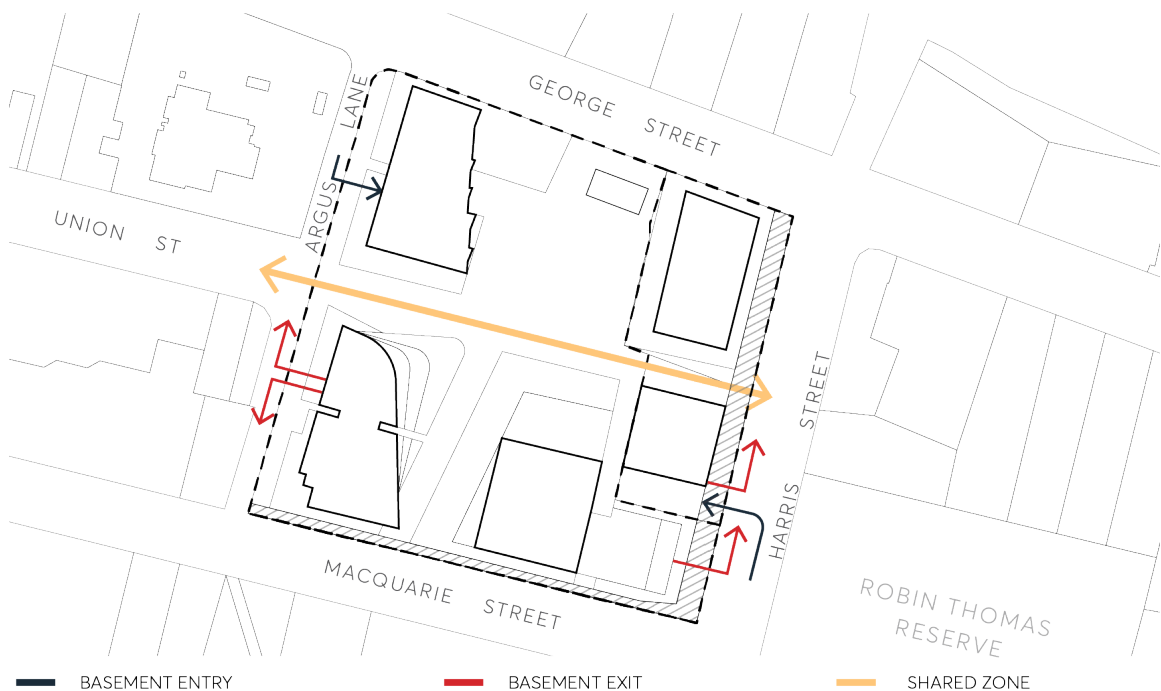 GEORGE STREET
ARGUS LANE
UNION ST
HARRIS STREET
MACQUARIE STREET
ROBIN THOMAS
RESERVE
BASEMENT ENTRY
BASEMENT EXIT
SHARED ZONE